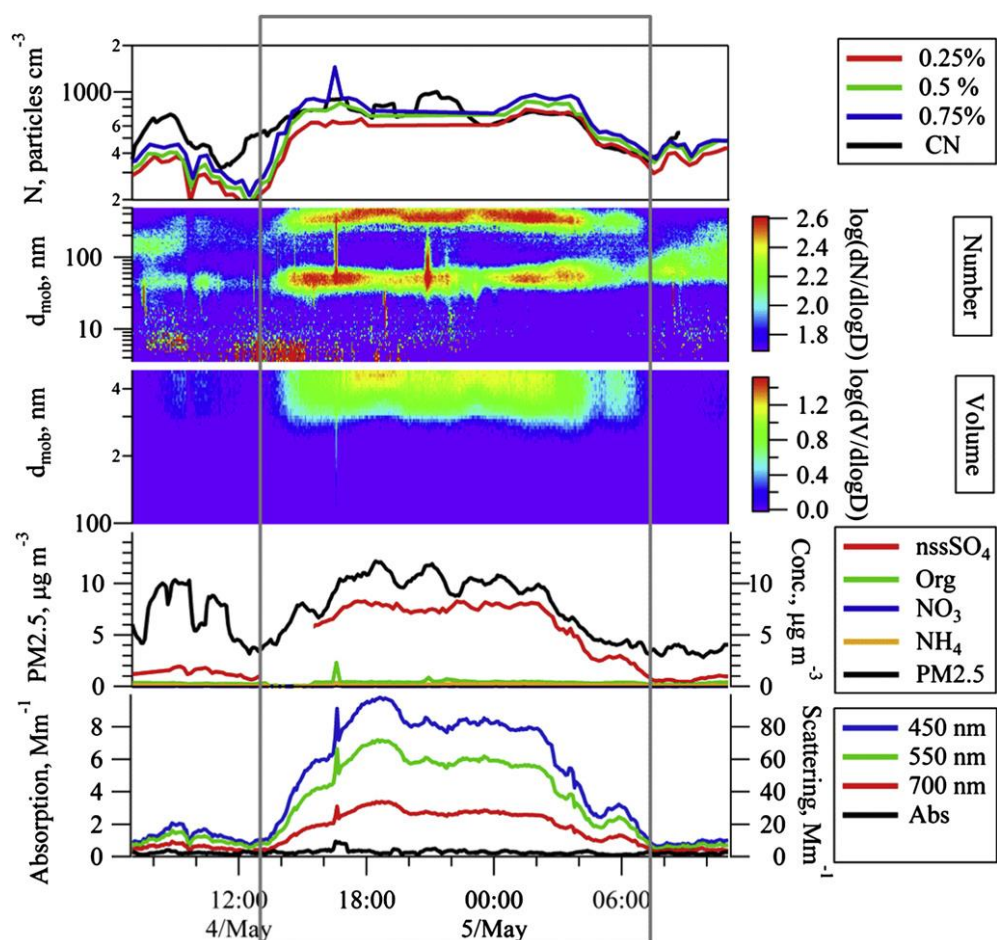 N, particles cm-3
2
1000
6
4
2
0.25%
0.5 %
0.75%
CN
dmob, nm
100
10
2.6
2.4
2.2
2.0
1.8
log(dN/dlogD)
Number
dmob, nm
4
2
100
1.2
0.8
0.4
0.0
log(dV/dlogD)
Volume
PM2.5, μg m-3
10
5
0
10
5
0
Conc., μg m-3
nssSO4
Org
NO3
NH4
PM2.5
Absorption, Mm-1
8
6
4
2
0
80
60
40
20
0
Scattering, Mm-1
450 nm
550 nm
700 nm
Abs
12:00
18:00
00:00
06:00
4/May
5/May